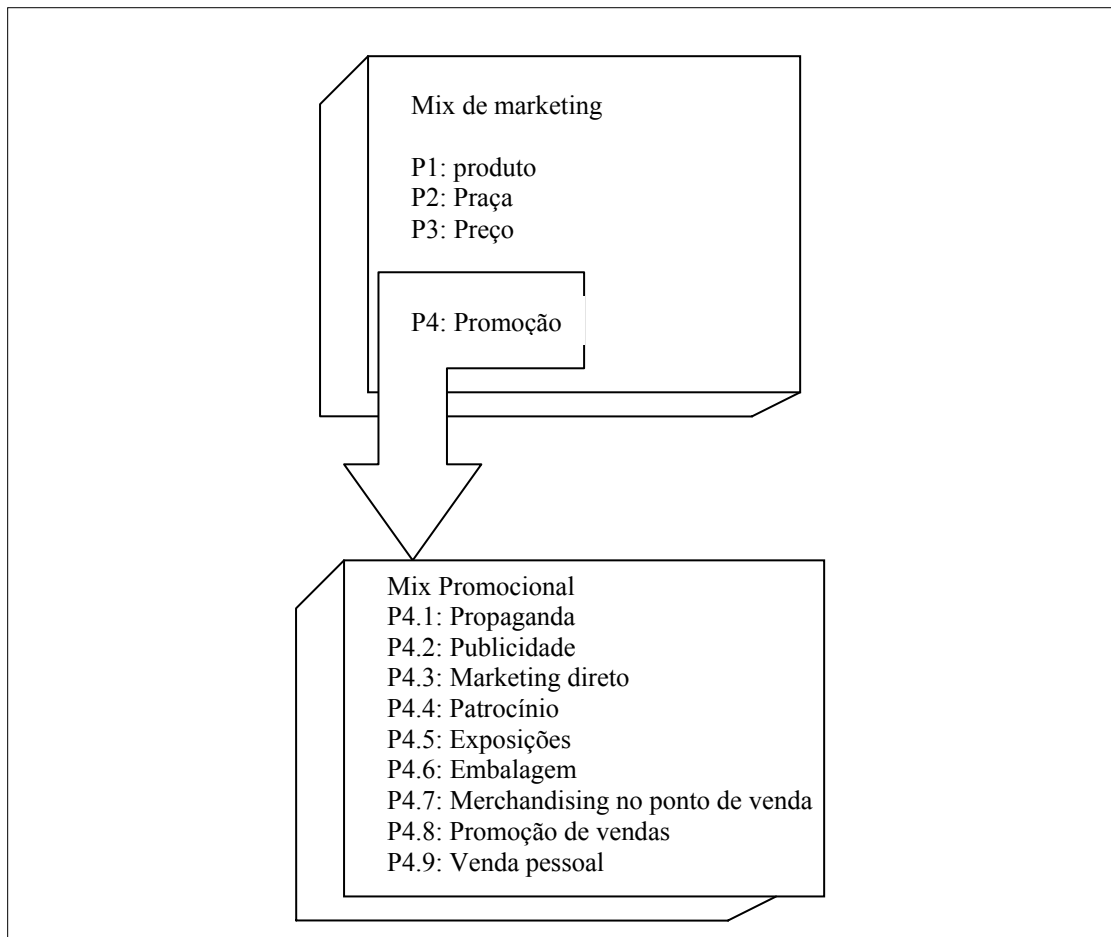 Mix de marketing
P1: produto
P2: Praça
P3: Preço
P4: Promoção
Mix Promocional
P4.1: Propaganda
P4.2: Publicidade
P4.3: Marketing direto
P4.4: Patrocínio
P4.5: Exposições
P4.6: Embalagem
P4.7: Merchandising no ponto de venda
P4.8: Promoção de vendas
P4.9: Venda pessoal